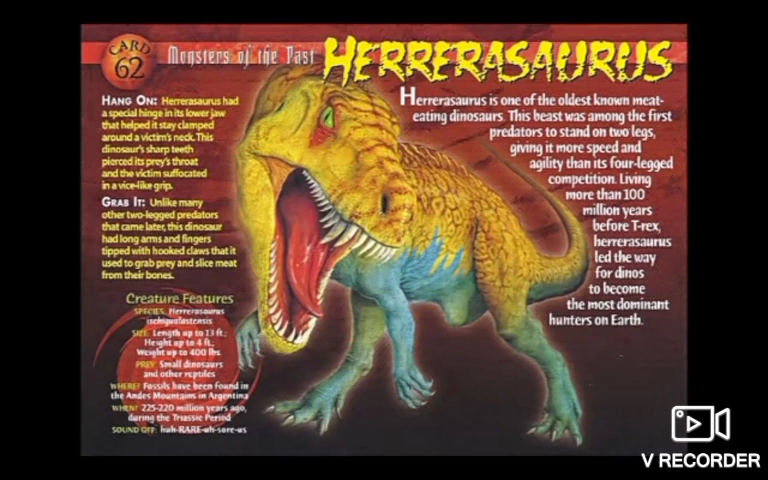 CARD
62
Monsters of the Past
HERRERASAURUS
HANG ON: Herrerasaurus had
a special hinge in its lower jaw
that helped it stay clamped
around a victim's neck. This
dinosaur's sharp teeth
pierced its prey's throat
and the victim suffocated
in a vice-like grip.
GRAB IT: Unlike many
other two-legged predators
that came later, this dinosaur
had long arms and fingers
tipped with hooked claws that it
used to grab prey and slice meat
from their bones.
Herrerasaurus is one of the oldest known meat-
eating dinosaurs. This beast was among the first
predators to stand on two legs,
giving it more speed and
agility than its four-legged
competition. Living
more than 100
million years
before T-rex,
herrerasaurus
led the way
for dinos
to become
the most dominant
hunters on Earth.
Creature Features
SPECIES: Herrerasaurus
ischigualastensis
SIZE: Length up to 13 ft.;
Height up to 4 ft.,
Weight up to 400 lbs.
PREY: Small dinosaurs
and other reptiles
WHERE? Fossils have been found in
the Andes Mountains in Argentina
WHEN? 225-220 million years ago,
during the Triassic Period
SOUND OFF: huh-RARE-uh-sore-us
V RECORDER